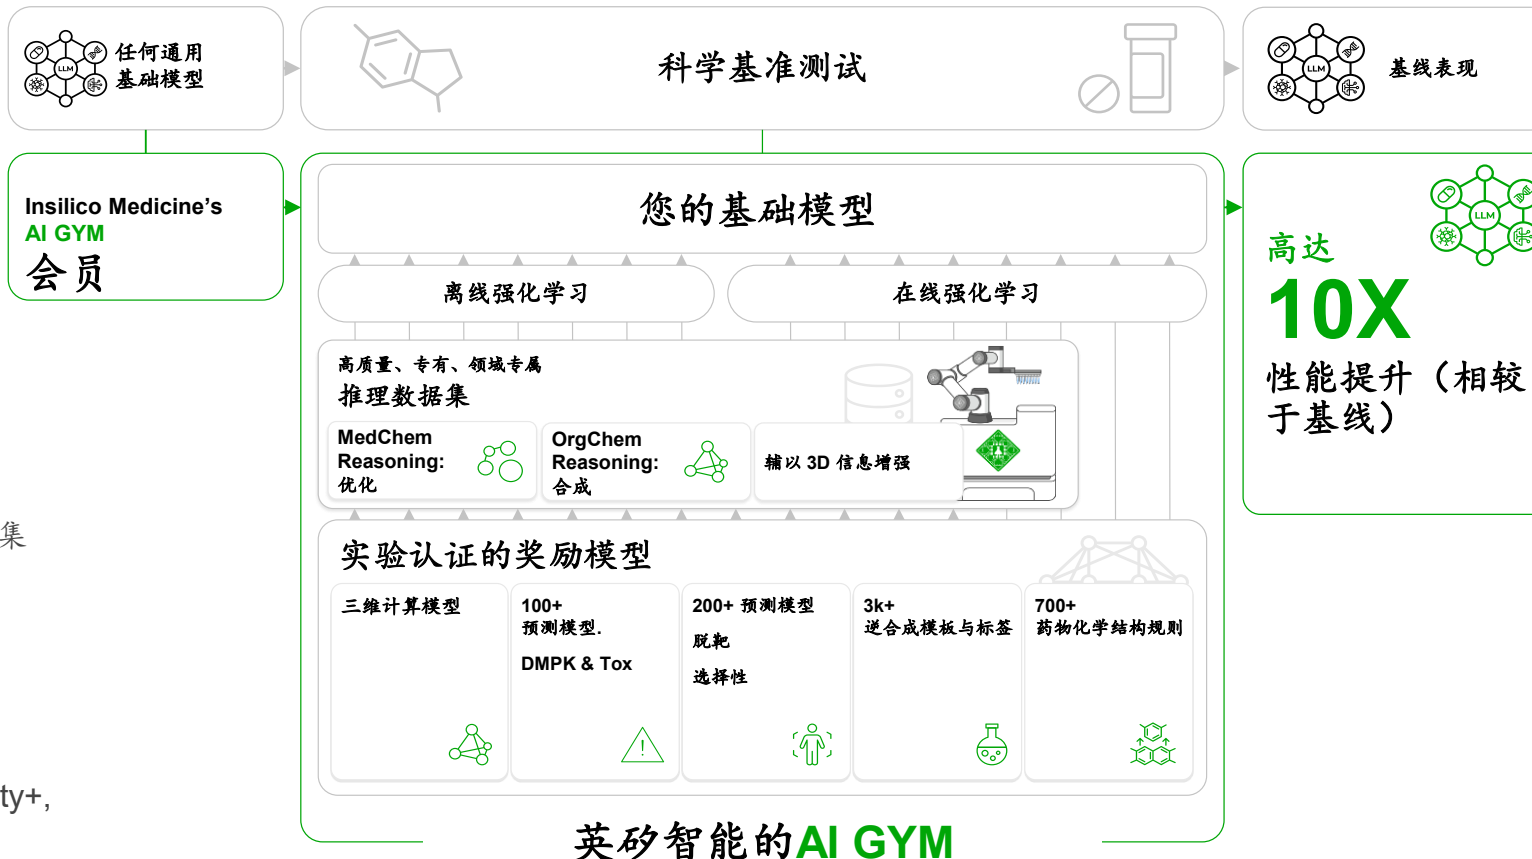 任何通用
基础模型
LLM
科学基准测试
LLM
基线表现
Insilico Medicine’s
AI GYM
会员
您的基础模型
离线强化学习
在线强化学习
高质量、专有、领域专属
推理数据集
MedChem
Reasoning:
优化
OrgChem
Reasoning:
合成
辅以 3D 信息增强
LLM
高达
10X
性能提升（相较
于基线）
集
实验认证的奖励模型
三维计算模型
100+
预测模型.
DMPK & Tox
200+ 预测模型
脱靶
选择性
3k+
逆合成模板与标签
700+
药物化学结构规则
ty+,
英矽智能的AI GYM